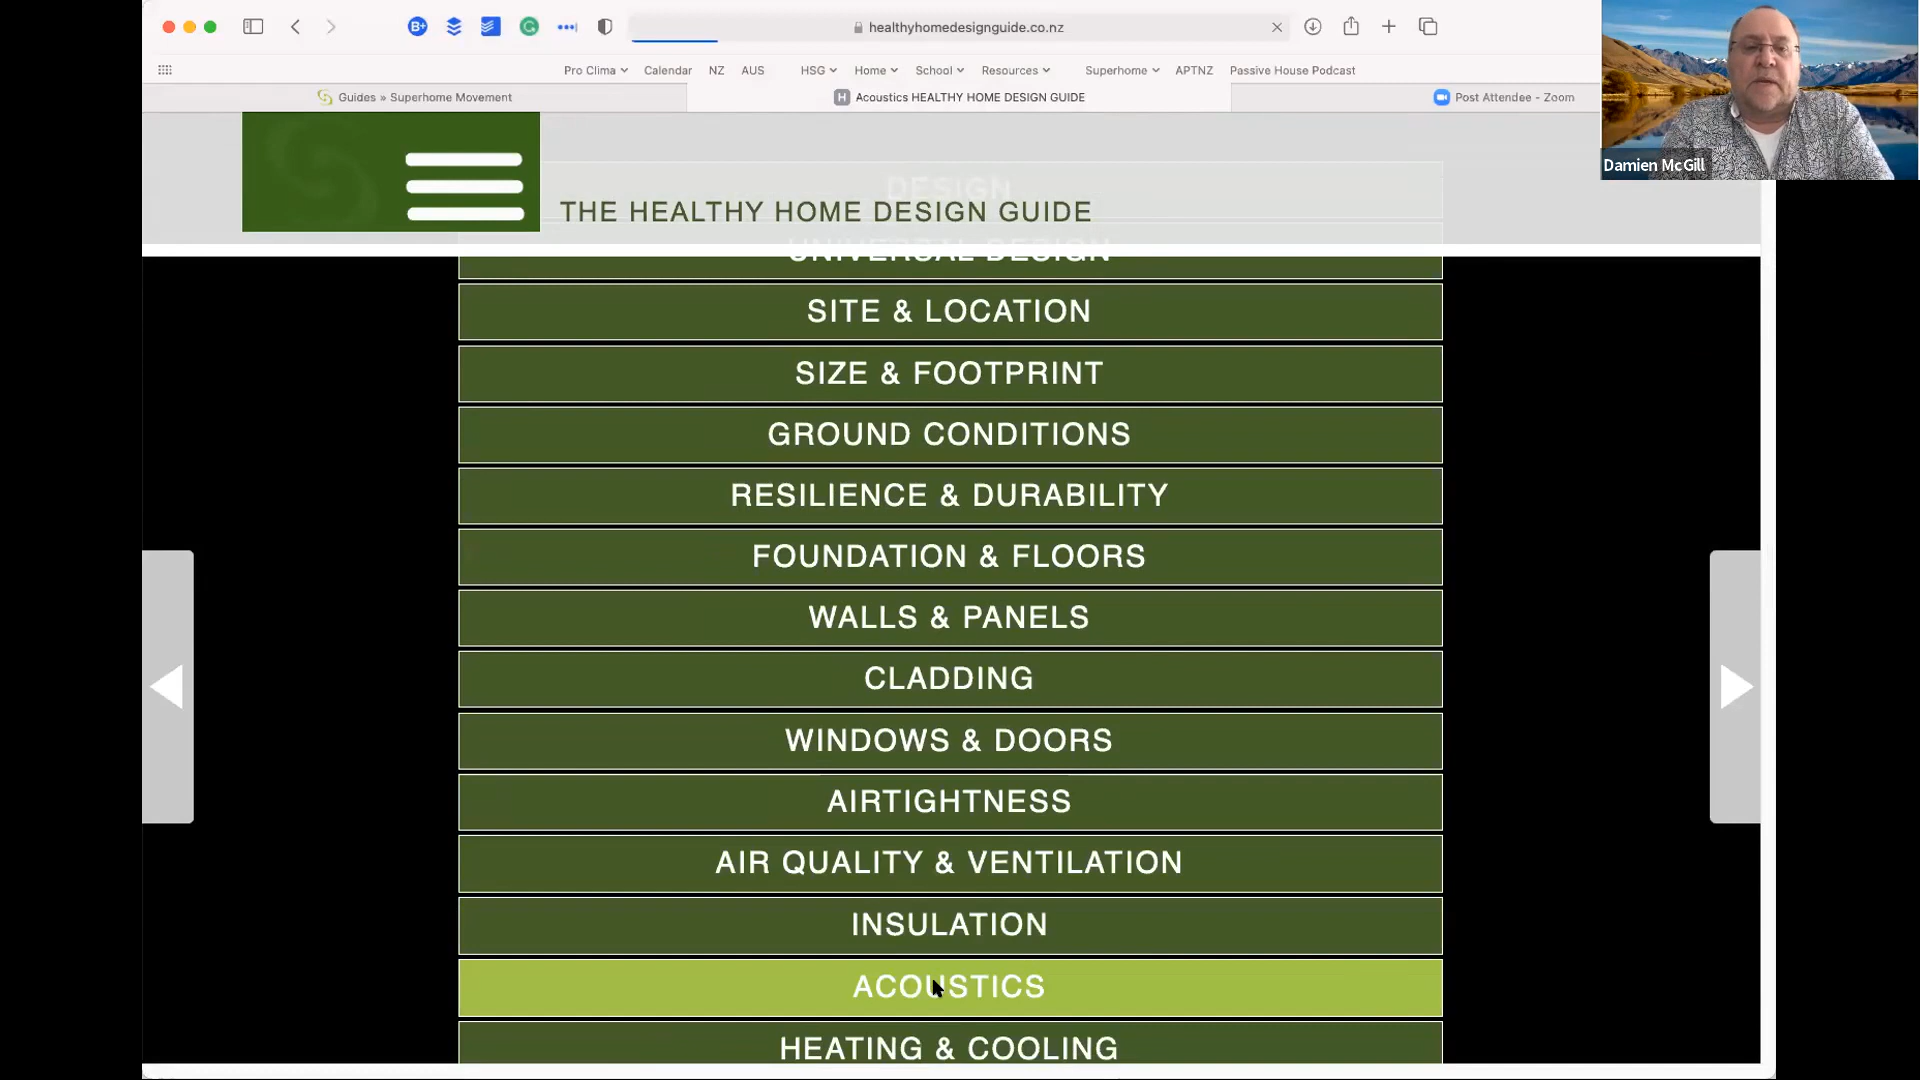 B+
healthyhomedesignguide.co.nz
Pro Clima Calendar NZ AUS HSG Home School Resources Superhome APTNZ Passive House Podcast
Guides » Superhome Movement
H Acoustics HEALTHY HOME DESIGN GUIDE
Post Attendee - Zoom
Damien McGill
DESIGN
THE HEALTHY HOME DESIGN GUIDE
UNIVERSAL DESIGN
SITE & LOCATION
SIZE & FOOTPRINT
GROUND CONDITIONS
RESILIENCE & DURABILITY
FOUNDATION & FLOORS
WALLS & PANELS
CLADDING
WINDOWS & DOORS
AIRTIGHTNESS
AIR QUALITY & VENTILATION
INSULATION
ACOUSTICS
HEATING & COOLING